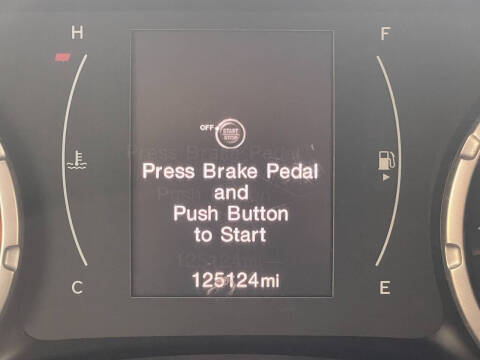 H
F
OFF START
STOP
Press Brake Pedal
and
Push Button
to Start
125124mi
C
E